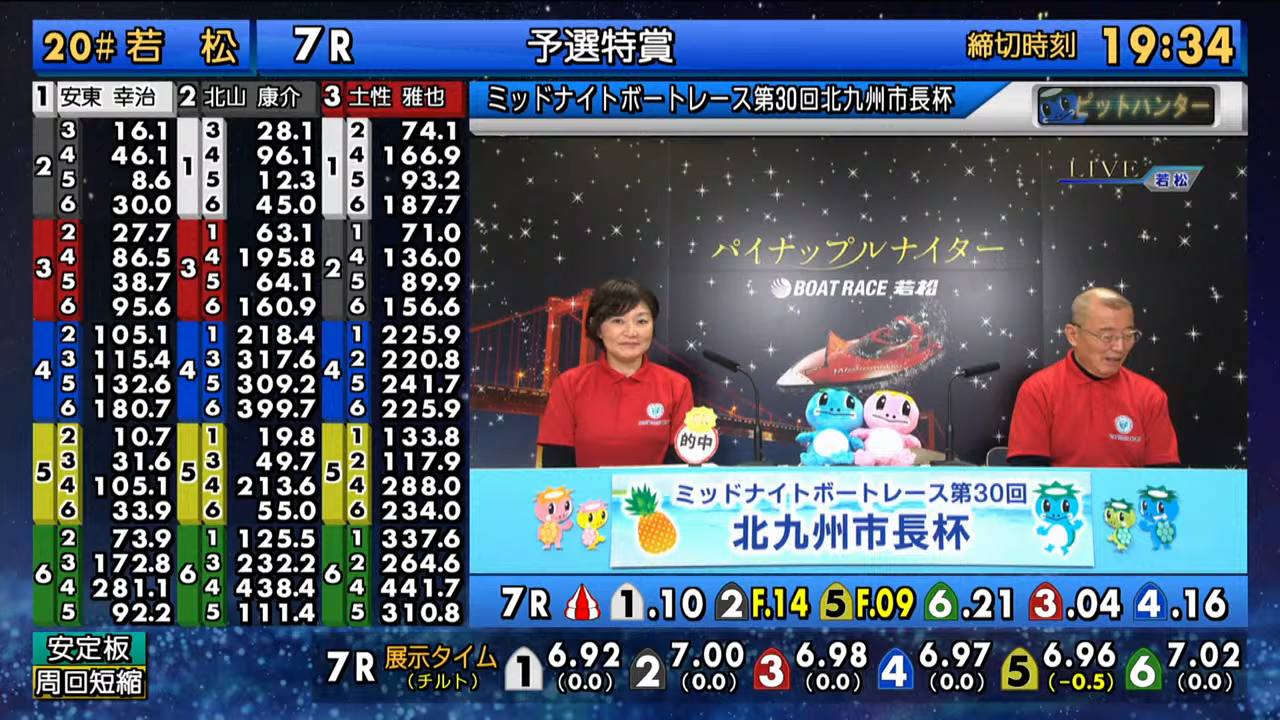 20# 若 松 7R 予選特賞 締切時刻 19:34
1 安東 幸治 2 北山 康介 3 土性 雅也
2 3 16.1 1 3 28.1 1 2 74.1
4 46.1 4 96.1 4 166.9
5 8.6 5 12.3 5 93.2
6 30.0 6 45.0 6 187.7
3 2 27.7 3 1 63.1 2 1 71.0
4 86.5 4 195.8 4 136.0
5 38.7 5 64.1 5 89.9
6 95.6 6 160.9 6 156.6
4 2 105.1 4 1 218.4 4 1 225.9
3 115.4 3 317.6 2 220.8
5 132.6 5 309.2 5 241.7
6 180.7 6 399.7 6 225.9
5 2 10.7 5 1 19.8 5 1 133.8
3 31.6 3 49.7 2 117.9
4 105.1 4 213.6 4 288.0
6 33.9 6 55.0 6 234.0
6 2 73.9 6 1 125.5 6 1 337.6
3 172.8 3 232.2 2 264.6
4 281.1 4 438.4 4 441.7
5 92.2 5 111.4 5 310.8
ミッドナイトボートレース第30回北九州市長杯
ピットハンター
LIVE 若松
パイナップルナイター
BOAT RACE 若松
的中
ミッドナイトボートレース第30回
北九州市長杯
7R 1 .10 2 F.14 5 F.09 6 .21 3 .04 4 .16
安定板
周回短縮
7R 展示タイム 1 6.92 2 7.00 3 6.98 4 6.97 5 6.96 6 7.02
(チルト) (0.0) (0.0) (0.0) (0.0) (-0.5) (0.0)